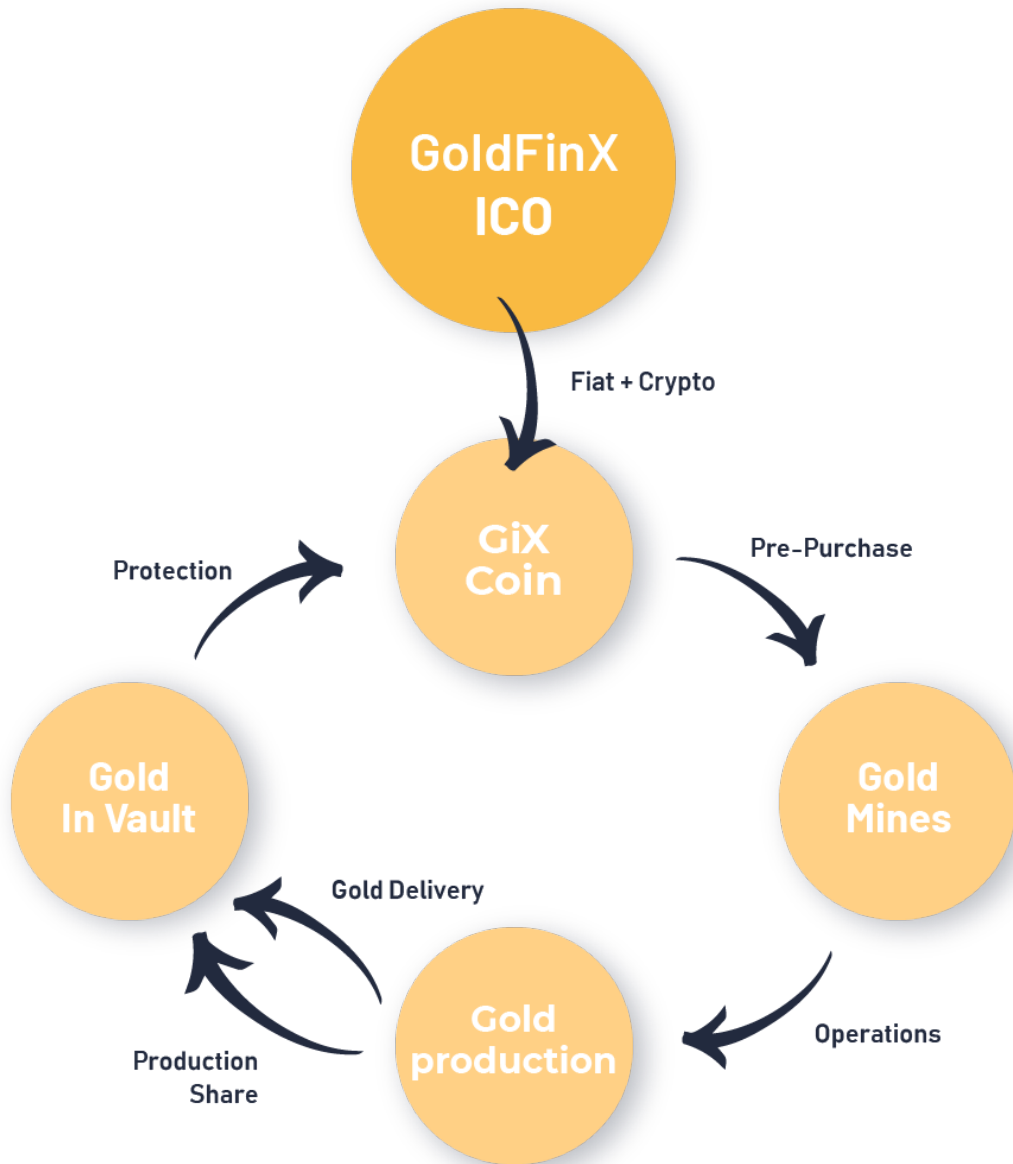 GoldFinX
ICO
Fiat + Crypto
GiX
Coin
Pre-Purchase
Protection
Gold
In Vault
Gold
Mines
Gold Delivery
Gold
production
Operations
Production
Share